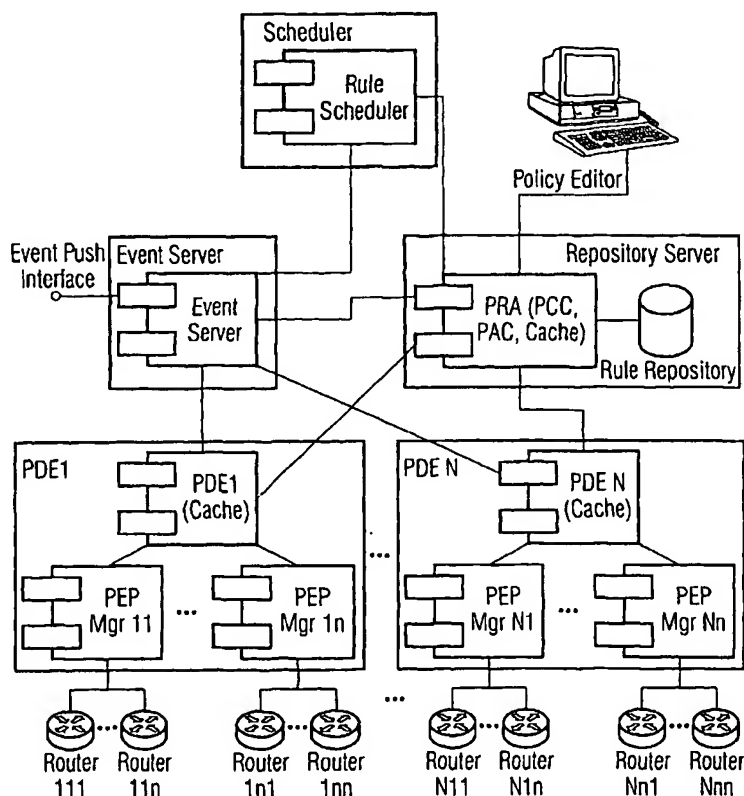 Scheduler
Rule
Scheduler
Policy Editor
Event Push
Interface
Event Server
Event
Server
Repository Server
PRA (PCC,
PAC, Cache)
Rule Repository
PDE1
PDE1
(Cache)
PDE N
PDE N
(Cache)
...
PEP
Mgr 11
...
PEP
Mgr 1n
PEP
Mgr N1
...
PEP
Mgr Nn
...
Router
111
...
Router
11n
Router
1n1
...
Router
1nn
Router
N11
...
Router
N1n
Router
Nn1
...
Router
Nnn